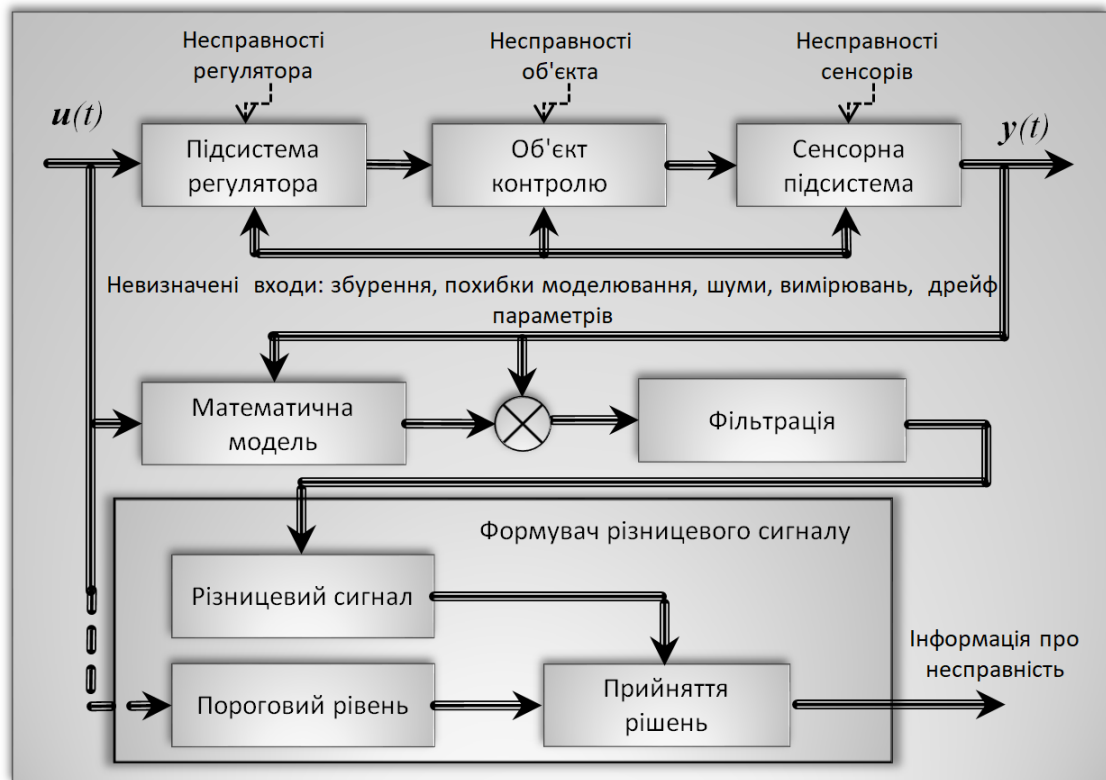 Несправності
регулятора
Несправності
об'єкта
Несправності
сенсорів
u(t)
y(t)
Підсистема
регулятора
Об'єкт
контролю
Сенсорна
підсистема
Невизначені входи: збурення, похибки моделювання, шуми, вимірювань, дрейф
параметрів
Математична
модель
Фільтрація
Формувач різницевого сигналу
Різницевий сигнал
Пороговий рівень
Прийняття
рішень
Інформація про
несправність